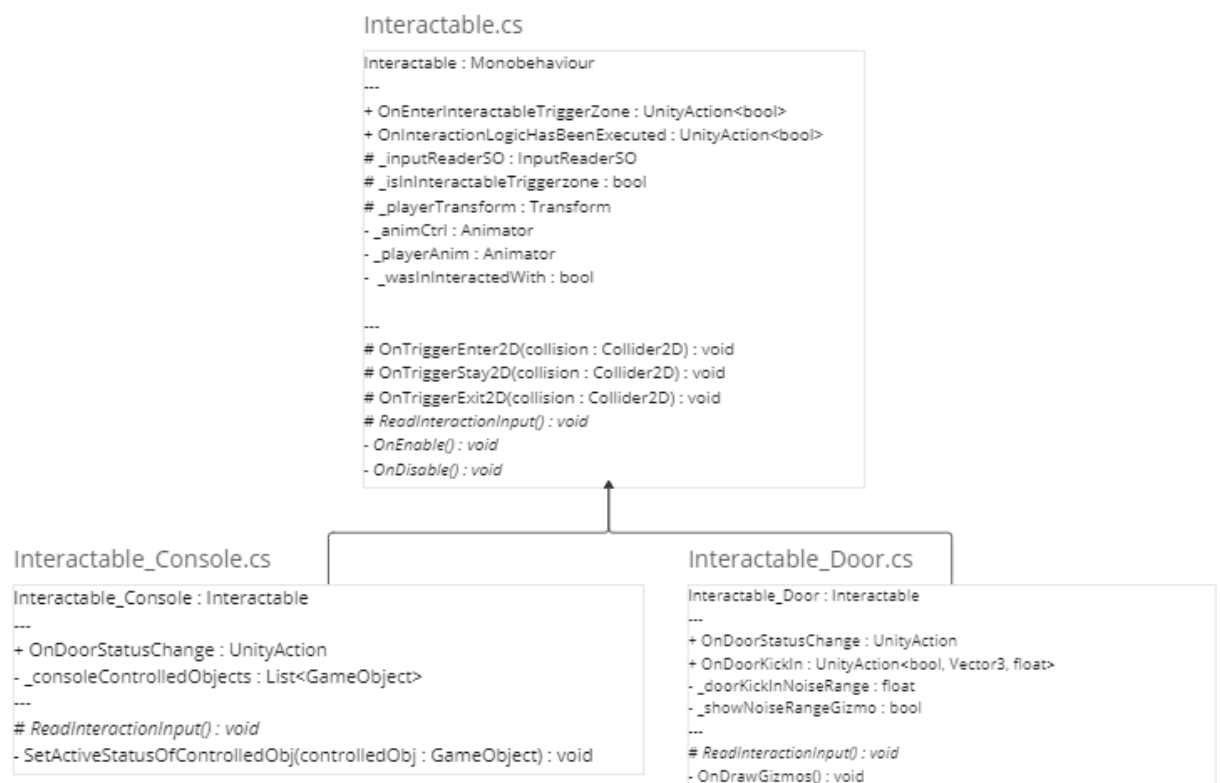 Interactable.cs
Interactable : Monobehaviour
---
+ OnEnterInteractableTriggerZone : UnityAction<bool>
+ OnInteractionLogicHasBeenExecuted : UnityAction<bool>
# _inputReaderSO : InputReaderSO
# _isInInteractableTriggerzone : bool
# _playerTransform : Transform
- _animCtrl : Animator
- _playerAnim : Animator
- _wasInInteractedWith : bool
---
# OnTriggerEnter2D(collision : Collider2D) : void
# OnTriggerStay2D(collision : Collider2D) : void
# OnTriggerExit2D(collision : Collider2D) : void
# ReadInteractionInput() : void
- OnEnable() : void
- OnDisable() : void
Interactable_Console.cs
Interactable_Console : Interactable
---
+ OnDoorStatusChange : UnityAction
- _consoleControlledObjects : List<GameObject>
---
# ReadInteractionInput() : void
- SetActiveStatusOfControlledObj(controlledObj : GameObject) : void
Interactable_Door.cs
Interactable_Door : Interactable
---
+ OnDoorStatusChange : UnityAction
+ OnDoorKickIn : UnityAction<bool, Vector3, float>
- _doorKickInNoiseRange : float
- _showNoiseRangeGizmo : bool
---
# ReadInteractionInput() : void
- OnDrawGizmos() : void